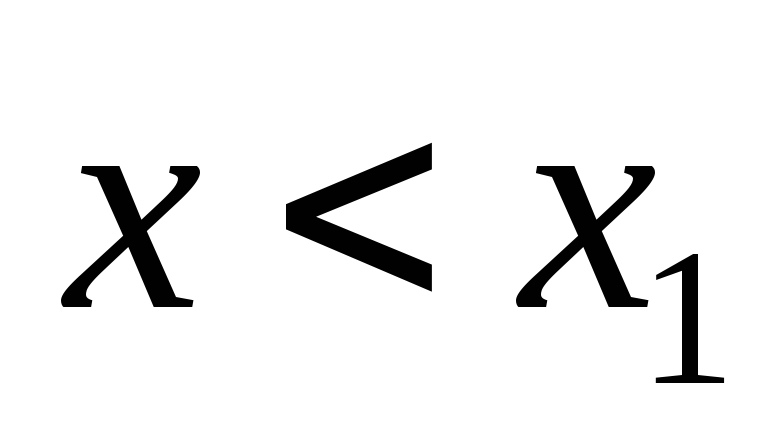 x < x₁